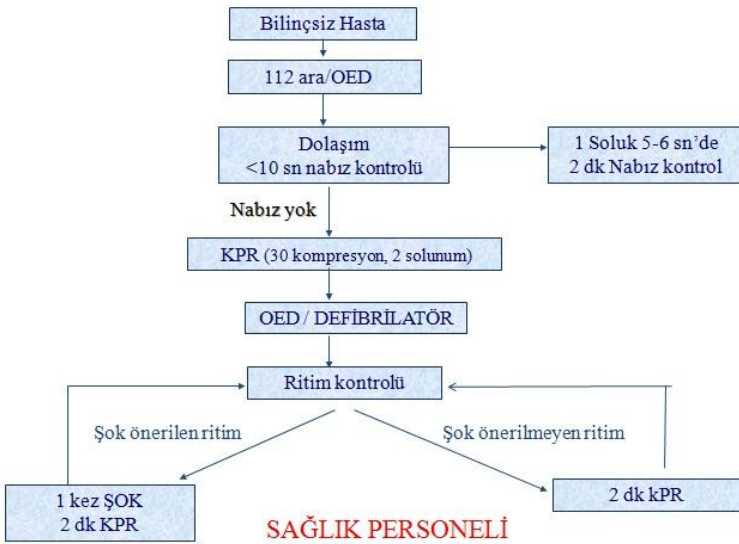 Bilinçsiz Hasta
112 ara/OED
Dolaşım
<10 sn nabız kontrolü
1 Soluk 5-6 sn’de
2 dk Nabız kontrol
Nabız yok
KPR (30 kompresyon, 2 solunum)
OED / DEFİBRİLATÖR
Ritim kontrolü
Şok önerilen ritim
Şok önerilmeyen ritim
1 kez ŞOK
2 dk KPR
2 dk kPR
SAĞLIK PERSONELİ